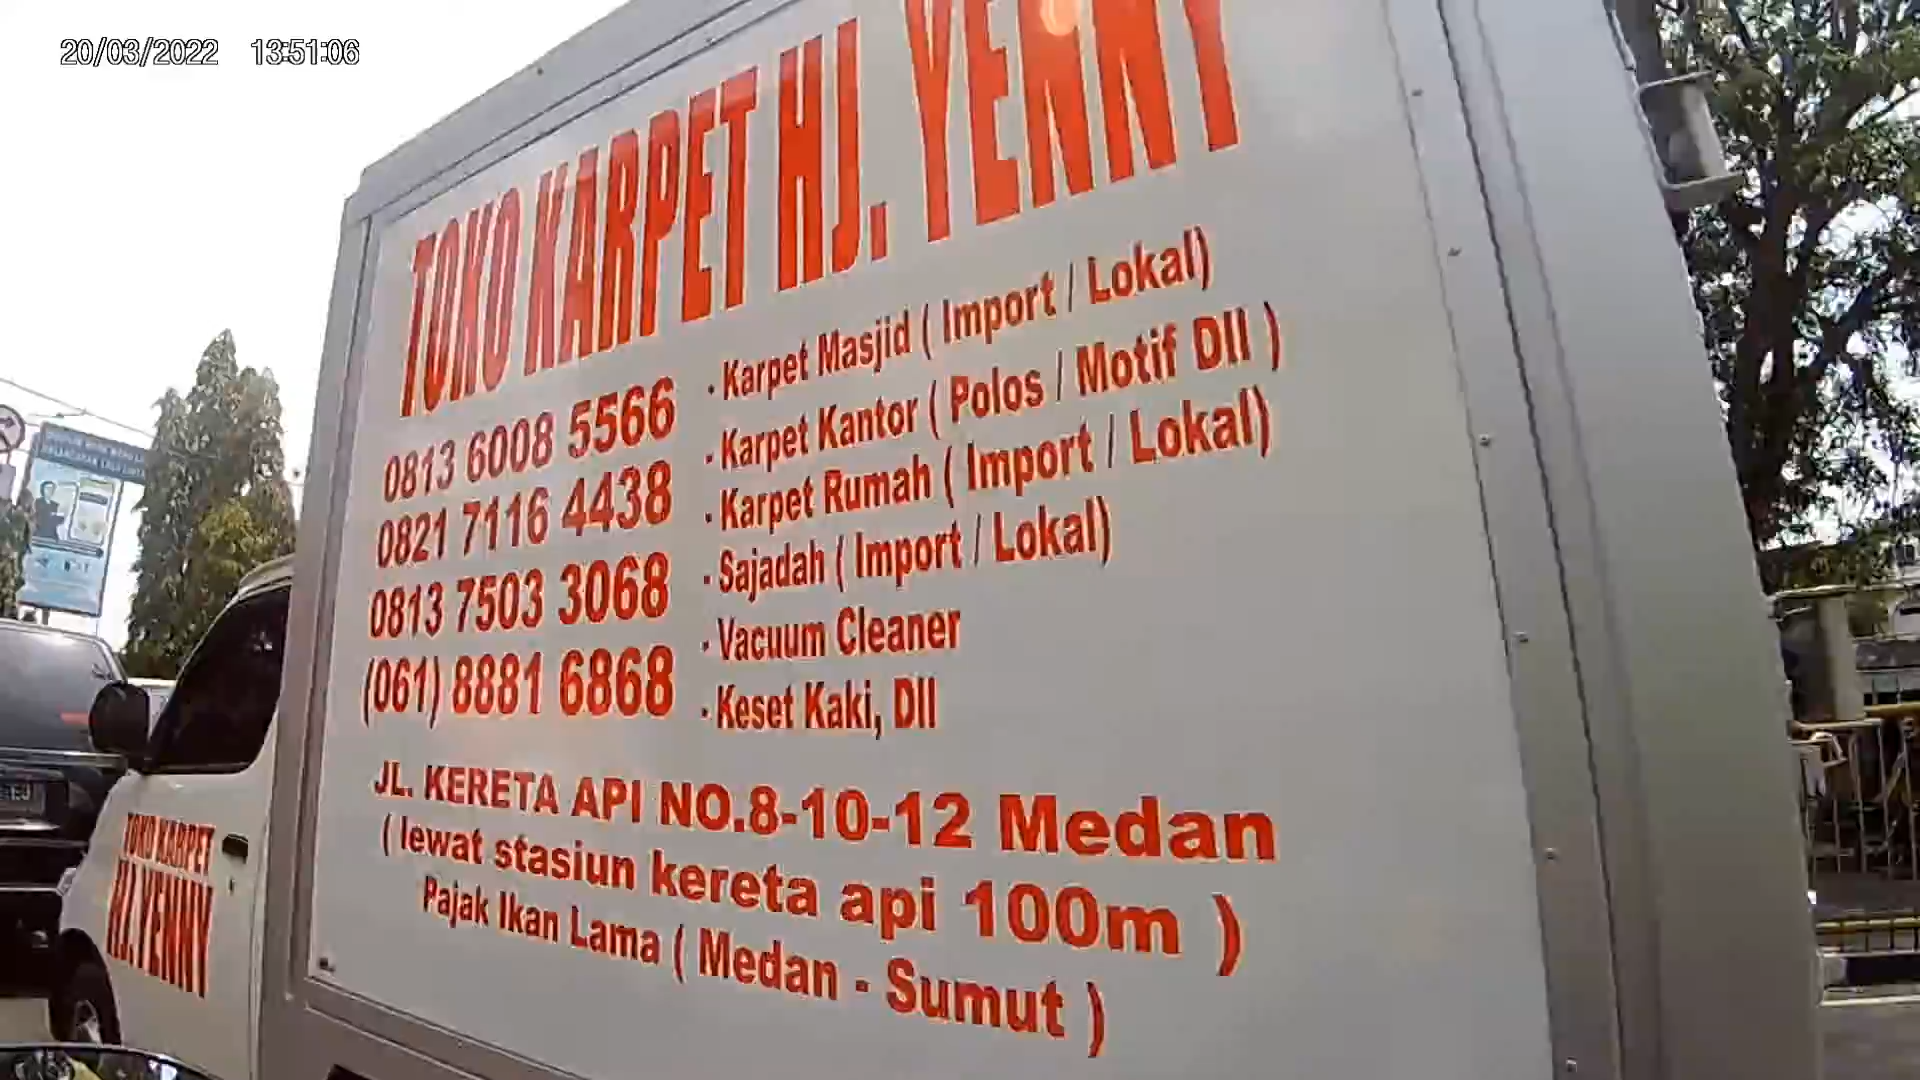 20/03/2022 13:51:06
TOKO KARPET HJ. YENNY
0813 6008 5566
0821 7116 4438
0813 7503 3068
(061) 8881 6868
- Karpet Masjid ( Import / Lokal)
- Karpet Kantor ( Polos / Motif Dll )
- Karpet Rumah ( Import / Lokal)
- Sajadah ( Import / Lokal)
- Vacuum Cleaner
- Keset Kaki, Dll
JL. KERETA API NO.8-10-12 Medan
( lewat stasiun kereta api 100m )
Pajak Ikan Lama ( Medan - Sumut )
TOKO KARPET
HJ. YENNY